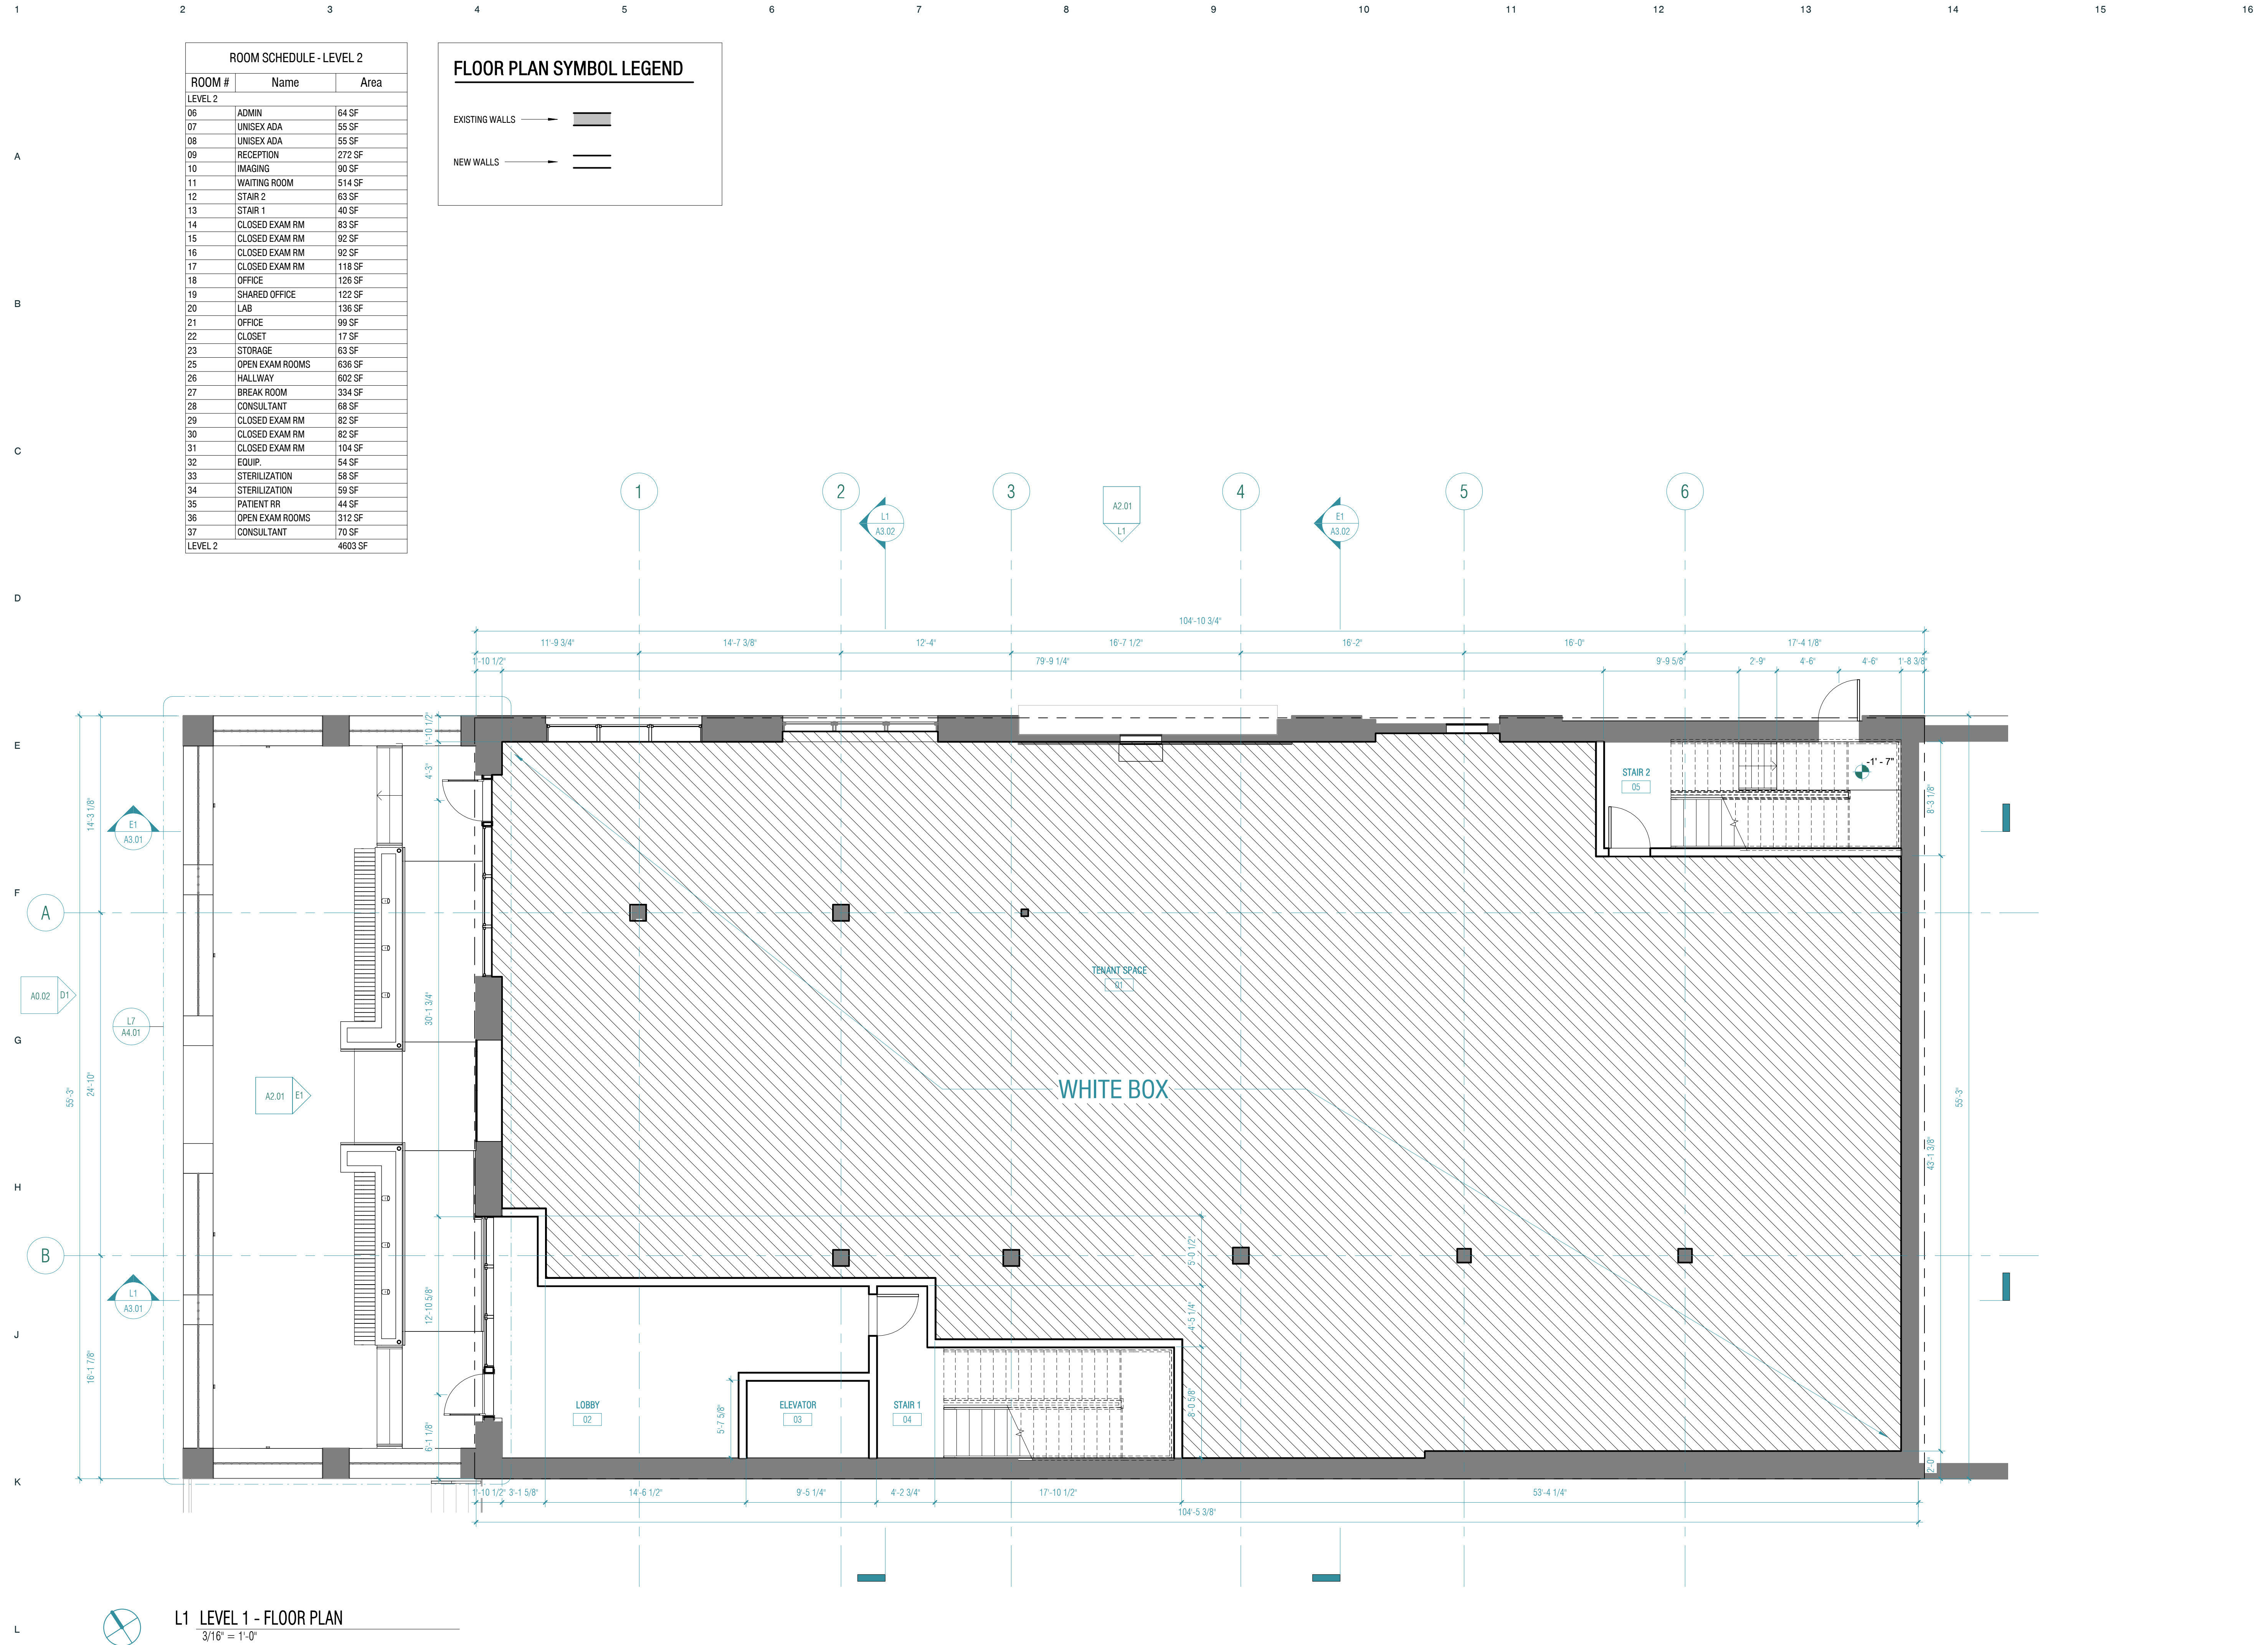 1 2 3 4 5 6 7 8 9 10 11 12 13 14 15 16
ROOM SCHEDULE - LEVEL 2
ROOM # Name Area
LEVEL 2
06 ADMIN 64 SF
07 UNISEX ADA 55 SF
08 UNISEX ADA 55 SF
09 RECEPTION 272 SF
10 IMAGING 90 SF
11 WAITING ROOM 514 SF
12 STAIR 2 63 SF
13 STAIR 1 40 SF
14 CLOSED EXAM RM 83 SF
15 CLOSED EXAM RM 92 SF
16 CLOSED EXAM RM 92 SF
17 CLOSED EXAM RM 118 SF
18 OFFICE 126 SF
19 SHARED OFFICE 122 SF
20 LAB 136 SF
21 OFFICE 99 SF
22 CLOSET 17 SF
23 STORAGE 63 SF
25 OPEN EXAM ROOMS 636 SF
26 HALLWAY 602 SF
27 BREAK ROOM 334 SF
28 CONSULTANT 68 SF
29 CLOSED EXAM RM 82 SF
30 CLOSED EXAM RM 82 SF
31 CLOSED EXAM RM 104 SF
32 EQUIP. 54 SF
33 STERILIZATION 58 SF
34 STERILIZATION 59 SF
35 PATIENT RR 44 SF
36 OPEN EXAM ROOMS 312 SF
37 CONSULTANT 70 SF
LEVEL 2 4603 SF
FLOOR PLAN SYMBOL LEGEND
EXISTING WALLS
NEW WALLS
A
B
C
D
E
F
G
H
J
K
L
1 2 3 4 5 6
L1
A3.02
A2.01
L1
E1
A3.02
104'-10 3/4"
11'-9 3/4" 14'-7 3/8" 12'-4" 16'-7 1/2" 16'-2" 16'-0" 17'-4 1/8"
1'-10 1/2" 79'-9 1/4" 9'-9 5/8" 2'-9" 4'-6" 4'-6" 1'-8 3/8"
1'-10 1/2"
4'-3"
14'-3 1/8"
E1
A3.01
STAIR 2
05
-1' - 7"
8'-3 1/8"
A
TENANT SPACE
01
A0.02 D1
30'-1 3/4"
L7
A4.01
24'-10"
55'-3"
A2.01 E1
WHITE BOX
55'-3"
43'-1 3/8"
B
5'-0 1/2"
L1
A3.01
12'-10 5/8"
4'-5 1/4"
16'-1 7/8"
8'-0 5/8"
5'-7 5/8"
LOBBY
02
ELEVATOR
03
STAIR 1
04
6'-1 1/8"
2'-0"
1'-10 1/2" 3'-1 5/8" 14'-6 1/2" 9'-5 1/4" 4'-2 3/4" 17'-10 1/2" 53'-4 1/4"
104'-5 3/8"
L1 LEVEL 1 - FLOOR PLAN
3/16" = 1'-0"